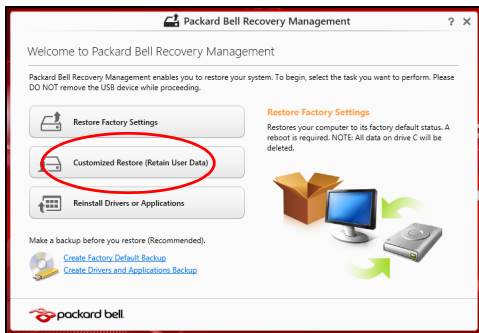 Packard Bell Recovery Management ? X
Welcome to Packard Bell Recovery Management
Packard Bell Recovery Management enables you to restore your system. To begin, select the task you want to perform. Please
DO NOT remove the USB device while proceeding.
Restore Factory Settings
Customized Restore (Retain User Data)
Reinstall Drivers or Applications
Restore Factory Settings
Restores your computer to its factory default status. A
reboot is required. NOTE: All data on drive C will be
deleted.
Make a backup before you restore (Recommended).
Create Factory Default Backup
Create Drivers and Applications Backup
packard bell